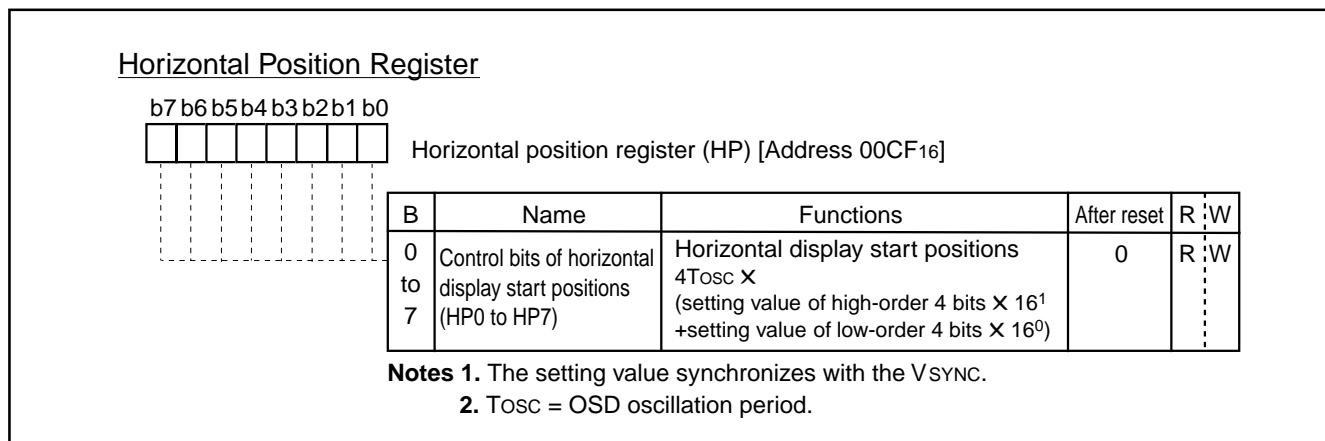 Horizontal Position Register
b7 b6 b5 b4 b3 b2 b1 b0
Horizontal position register (HP) [Address 00CF16]
B Name Functions After reset R W
0 to 7
Control bits of horizontal
display start positions
(HP0 to HP7)
Horizontal display start positions
4TOSC ✕
(setting value of high-order 4 bits ✕ 16¹
+setting value of low-order 4 bits ✕ 16⁰)
0 R W
Notes 1. The setting value synchronizes with the VSYNC.
2. TOSC = OSD oscillation period.